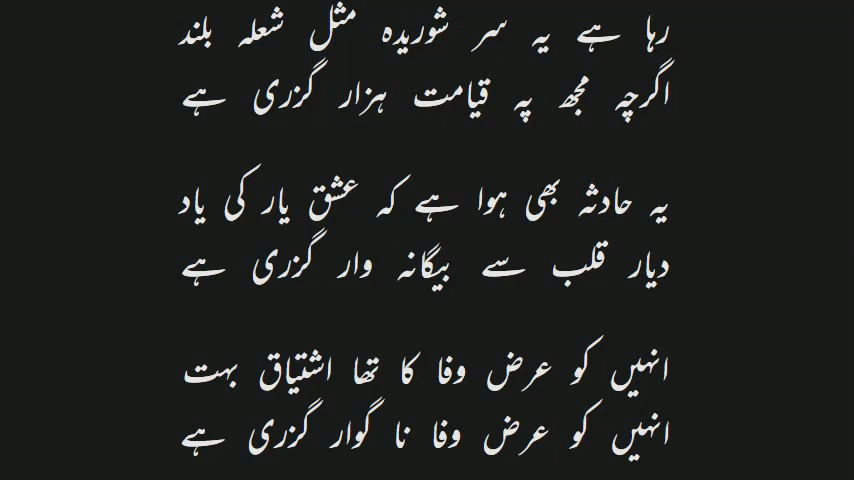 رہا ہے یہ سر شوریدہ مثل شعلہ بلند
اگرچہ مجھ پہ قیامت ہزار گزری ہے
یہ حادثہ بھی ہوا ہے کہ عشق یار کی یاد
دیار قلب سے بیگانہ وار گزری ہے
انہیں کو عرض وفا کا تھا اشتیاق بہت
انہیں کو عرض وفا نا گوار گزری ہے